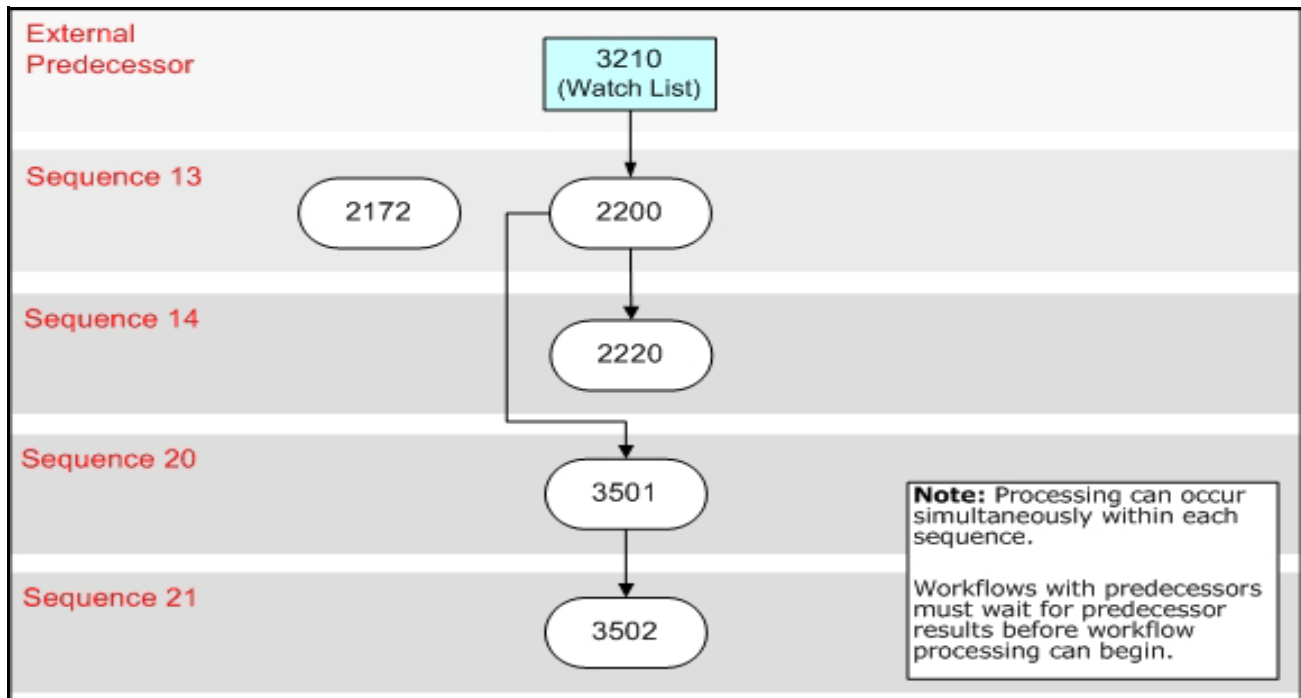 External
Predecessor
3210
(Watch List)
Sequence 13
2172
2200
Sequence 14
2220
Sequence 20
3501
Note: Processing can occur
simultaneously within each
sequence.
Workflows with predecessors
must wait for predecessor
results before workflow
processing can begin.
Sequence 21
3502